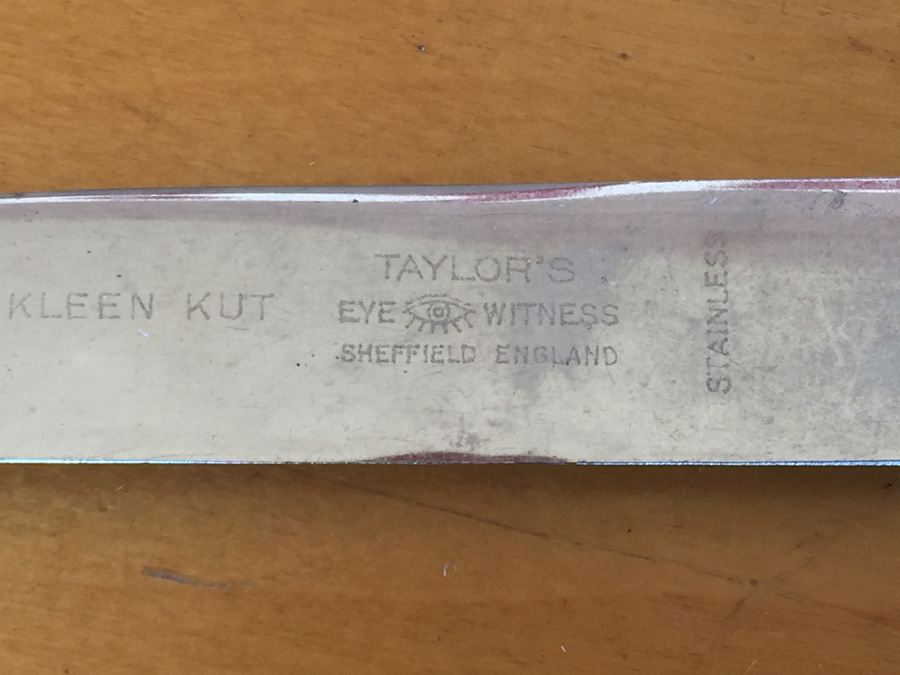 KLEEN KUT
TAYLOR'S
EYE WITNESS
SHEFFIELD ENGLAND
STAINLESS